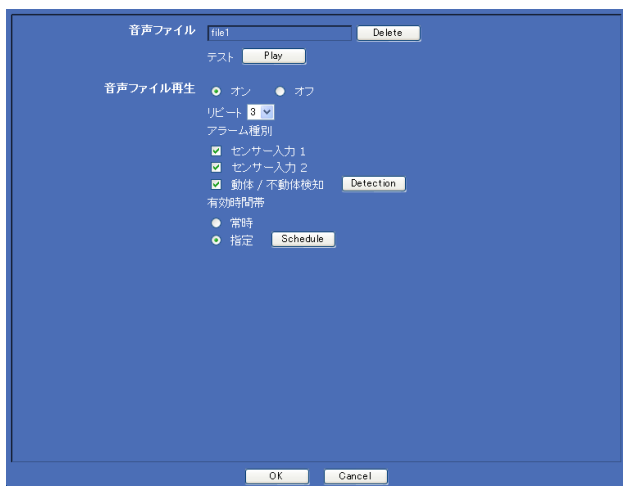 音声ファイル file1 Delete
テスト Play
音声ファイル再生 オン オフ
リピート 3
アラーム種別
センサー入力 1
センサー入力 2
動体 / 不動体検知 Detection
有効時間帯
常時
指定 Schedule
OK Cancel